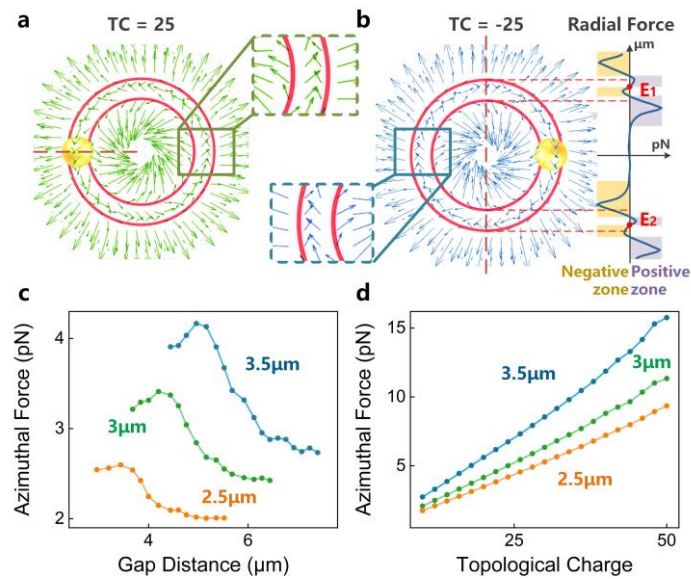 a TC = 25 b TC = -25 Radial Force
µm
E1
pN
E2
Negative Positive
zone zone
c d
Azimuthal Force (pN)
4
3
2
3.5µm
3µm
2.5µm
4 6
Gap Distance (µm)
Azimuthal Force (pN)
15
10
5
3.5µm
3µm
2.5µm
25 50
Topological Charge